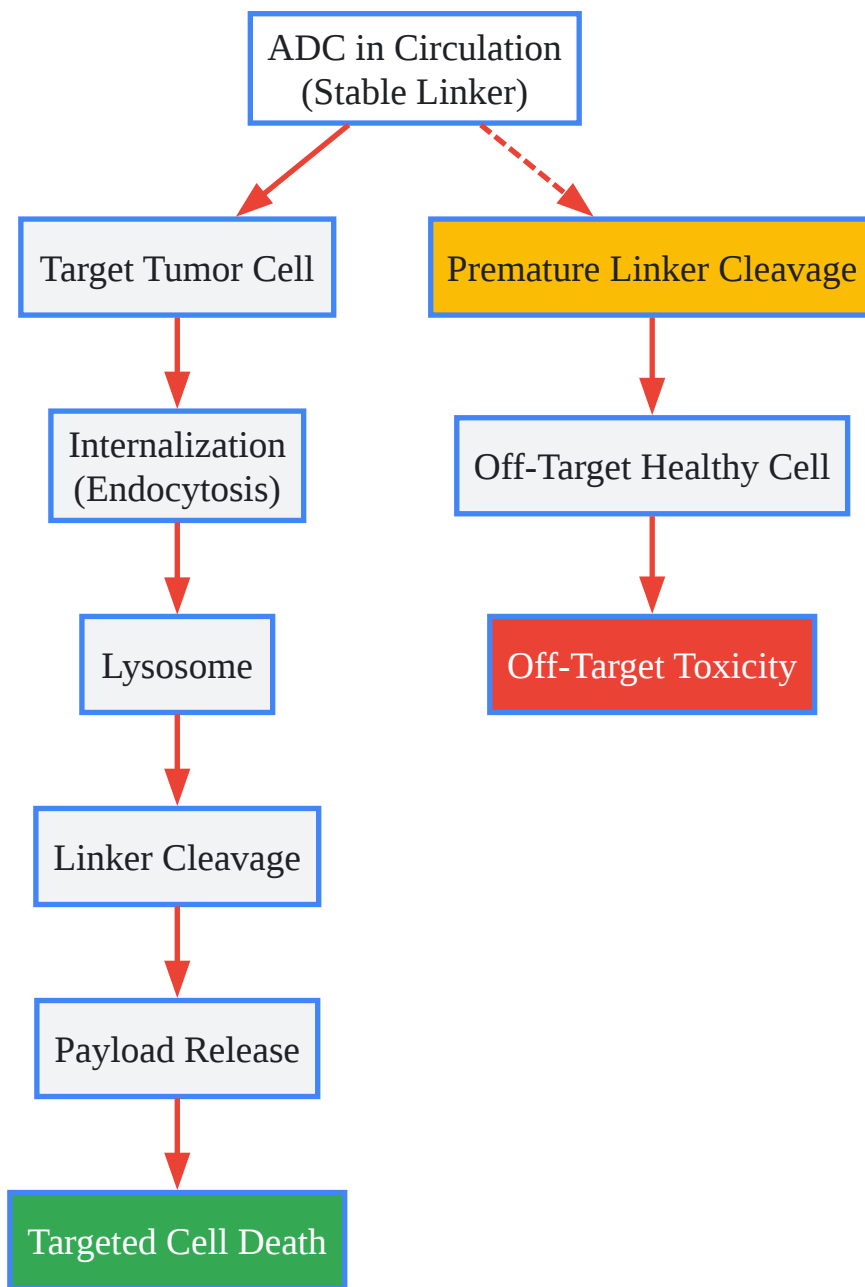 ADC in Circulation
(Stable Linker)
Target Tumor Cell
Premature Linker Cleavage
Internalization
(Endocytosis)
Off-Target Healthy Cell
Lysosome
Off-Target Toxicity
Linker Cleavage
Payload Release
Targeted Cell Death